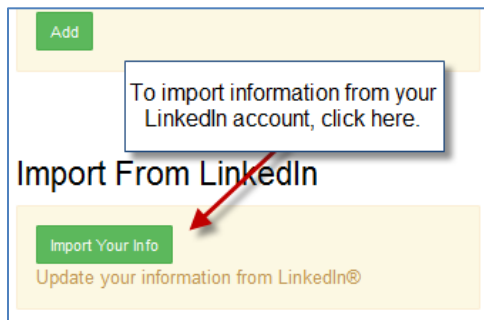 Add
To import information from your
LinkedIn account, click here.
Import From LinkedIn
Import Your Info
Update your information from LinkedIn®